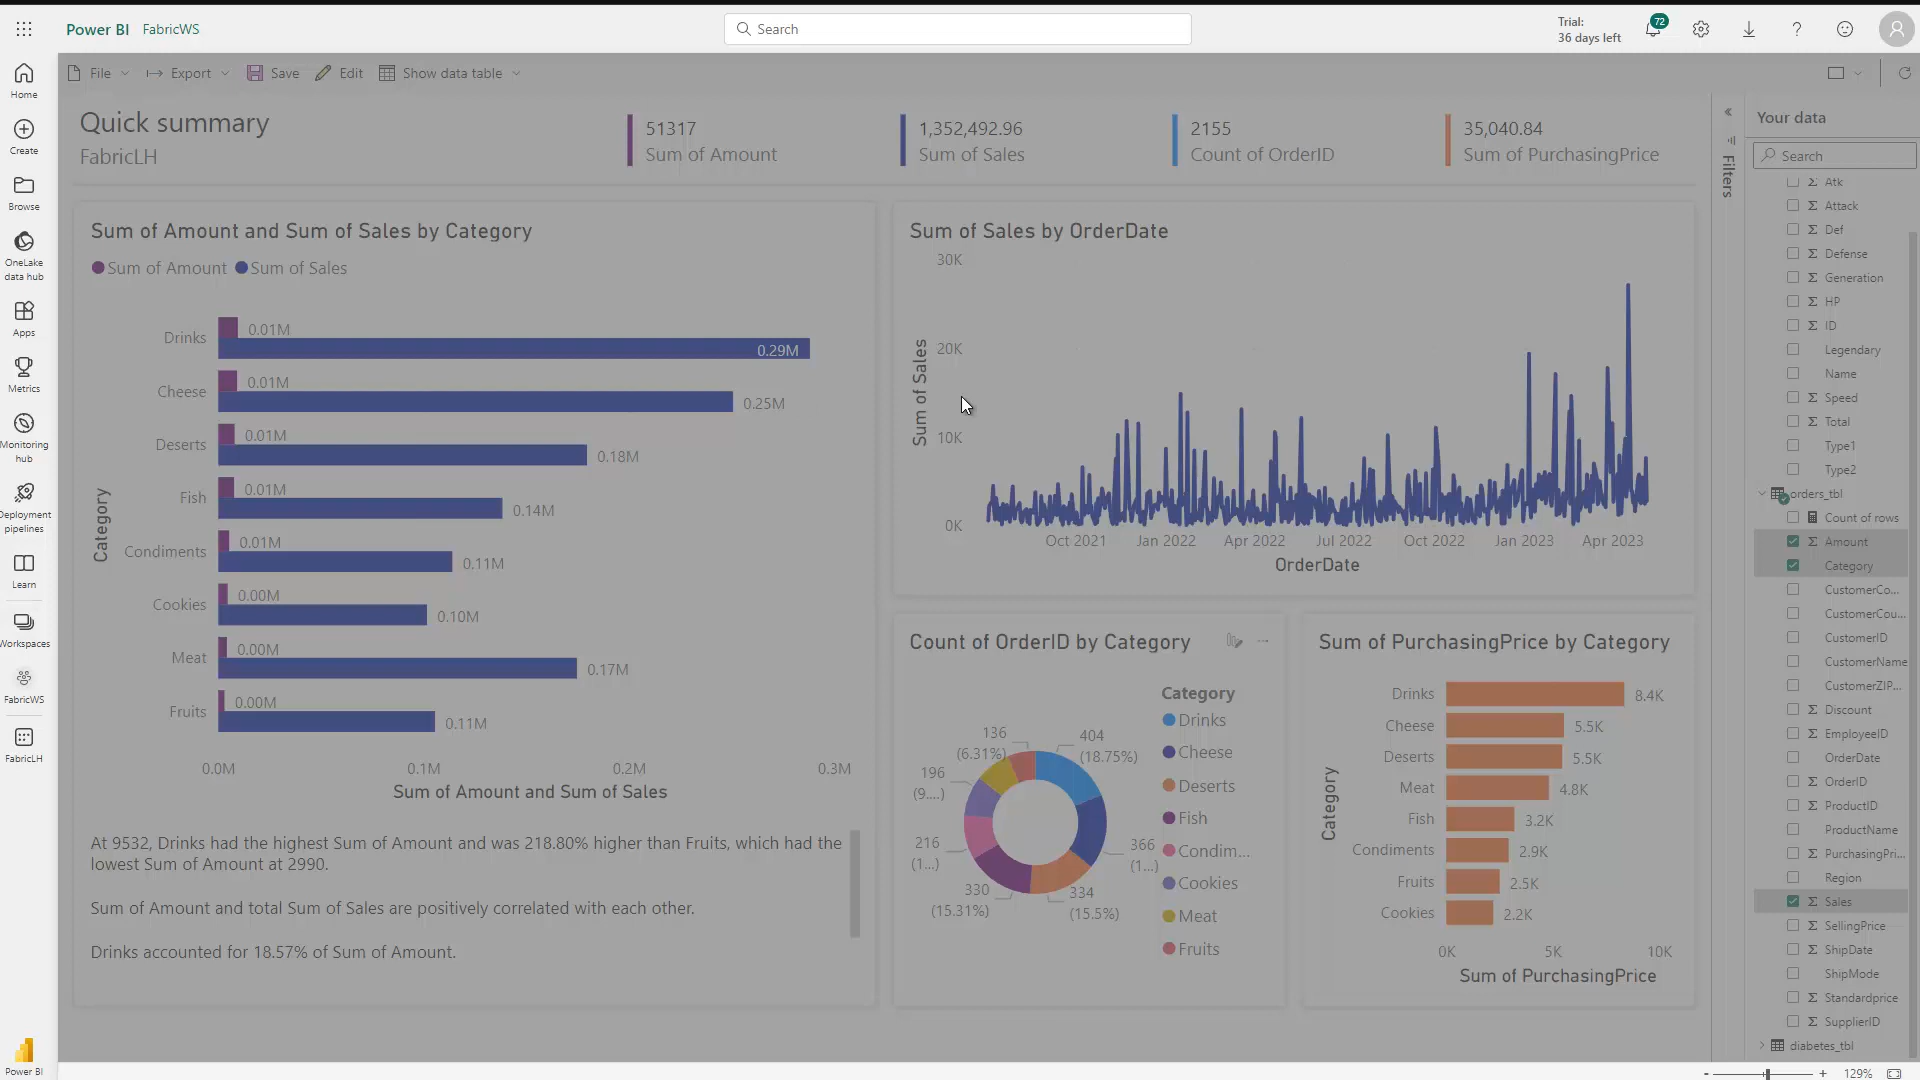 Power BI FabricWS
Search
Trial:
36 days left
72
File
Export
Save
Edit
Show data table
Home
Create
Browse
OneLake
data hub
Apps
Metrics
Monitoring
hub
Deployment
pipelines
Learn
Workspaces
FabricWS
FabricLH
Power BI
Quick summary
FabricLH
51317
Sum of Amount
1,352,492.96
Sum of Sales
2155
Count of OrderID
35,040.84
Sum of PurchasingPrice
Sum of Amount and Sum of Sales by Category
Sum of Amount Sum of Sales
Category
Drinks 0.01M
0.29M
Cheese 0.01M
0.25M
Deserts 0.01M
0.18M
Fish 0.01M
0.14M
Condiments 0.01M
0.11M
Cookies 0.00M
0.10M
Meat 0.00M
0.17M
Fruits 0.00M
0.11M
0.0M 0.1M 0.2M 0.3M
Sum of Amount and Sum of Sales
At 9532, Drinks had the highest Sum of Amount and was 218.80% higher than Fruits, which had the
lowest Sum of Amount at 2990.
Sum of Amount and total Sum of Sales are positively correlated with each other.
Drinks accounted for 18.57% of Sum of Amount.
Sum of Sales by OrderDate
Sum of Sales
30K
20K
10K
0K
Oct 2021 Jan 2022 Apr 2022 Jul 2022 Oct 2022 Jan 2023 Apr 2023
OrderDate
Count of OrderID by Category
Category
Drinks
Cheese
Deserts
Fish
Condim...
Cookies
Meat
Fruits
404
(18.75%)
366
(1...)
334
(15.5%)
330
(15.31%)
216
(1...)
196
(9....)
136
(6.31%)
Sum of PurchasingPrice by Category
Category
Drinks 8.4K
Cheese 5.5K
Deserts 5.5K
Meat 4.8K
Fish 3.2K
Condiments 2.9K
Fruits 2.5K
Cookies 2.2K
0K 5K 10K
Sum of PurchasingPrice
Filters
Your data
Search
Atk
Attack
Def
Defense
Generation
HP
ID
Legendary
Name
Speed
Total
Type1
Type2
orders_tbl
Count of rows
Amount
Category
CustomerCo...
CustomerCou...
CustomerID
CustomerName
CustomerZIP...
Discount
EmployeeID
OrderDate
OrderID
ProductID
ProductName
PurchasingPri...
Region
Sales
SellingPrice
ShipDate
ShipMode
Standardprice
SupplierID
diabetes_tbl
- + 129%